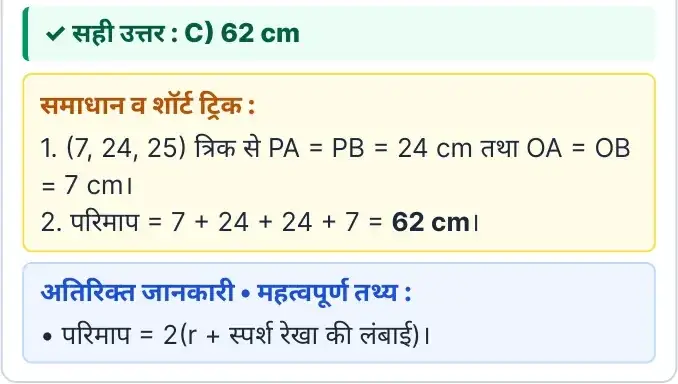 ✓ सही उत्तर : C) 62 cm
समाधान व शॉर्ट ट्रिक :
1. (7, 24, 25) त्रिक से PA = PB = 24 cm तथा OA = OB
= 7 cm।
2. परिमाप = 7 + 24 + 24 + 7 = 62 cm।
अतिरिक्त जानकारी • महत्वपूर्ण तथ्य :
• परिमाप = 2(r + स्पर्श रेखा की लंबाई)।